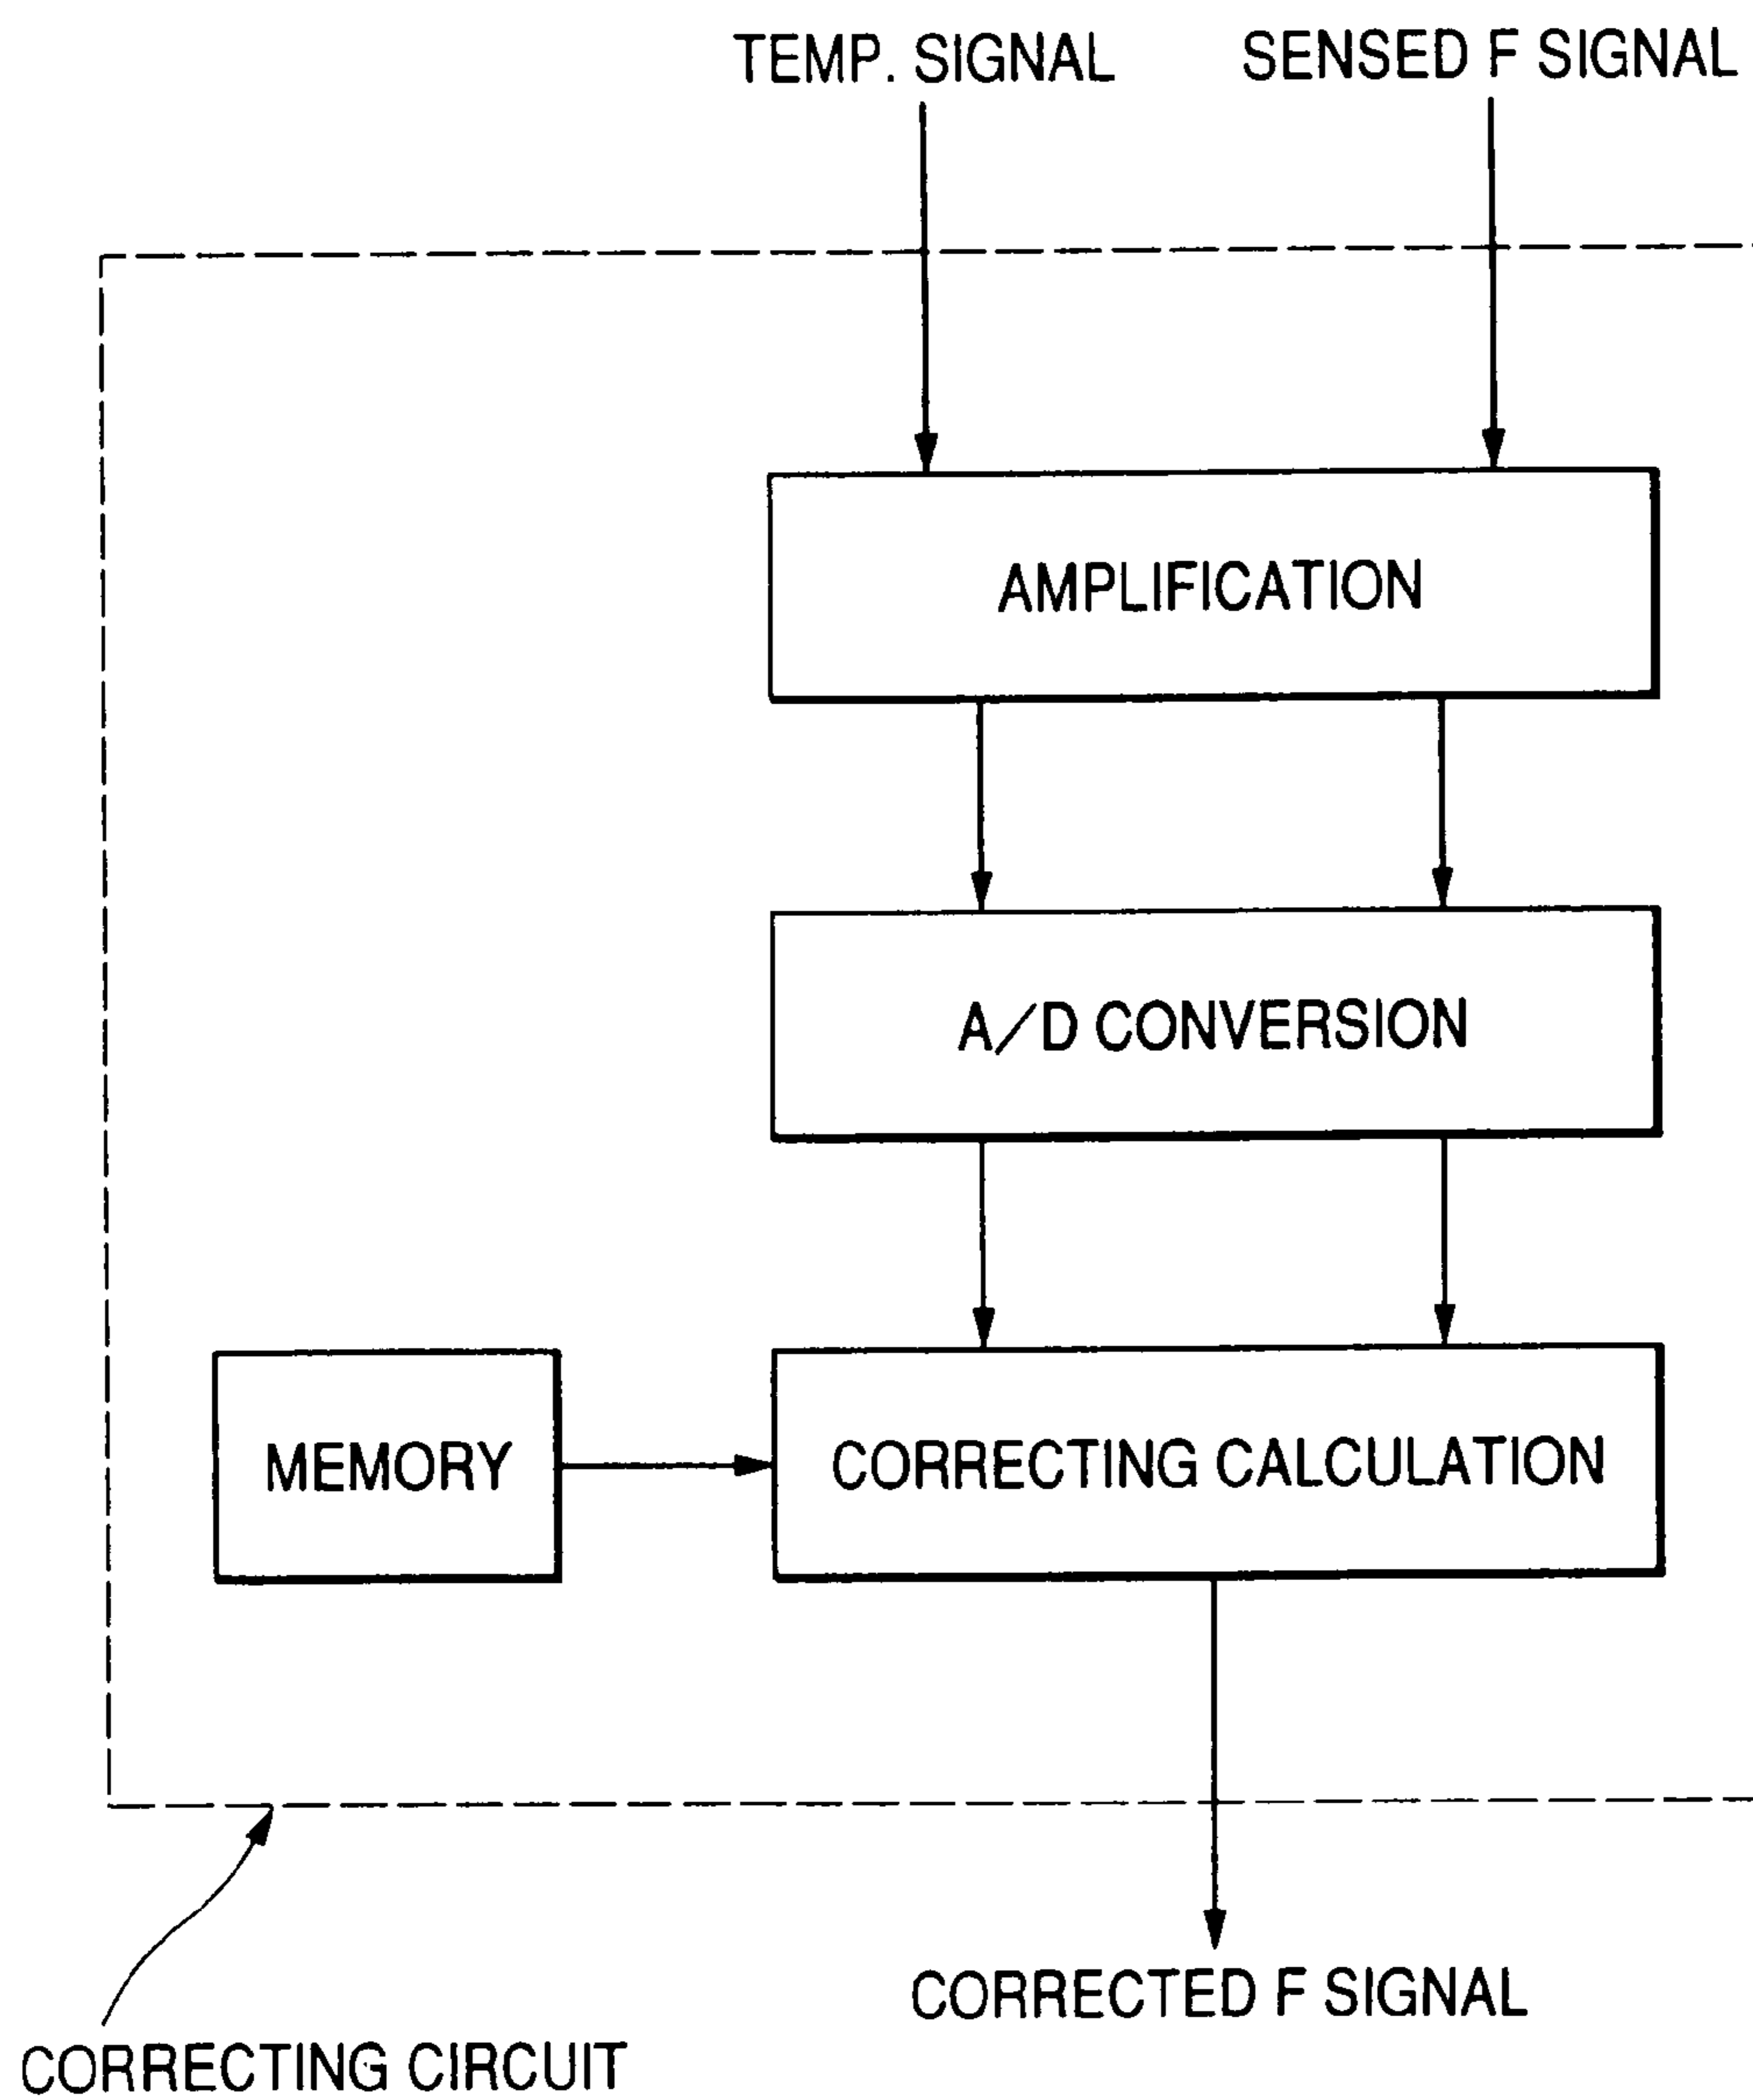 TEMP. SIGNAL
SENSED F SIGNAL
AMPLIFICATION
A/D CONVERSION
MEMORY
CORRECTING CALCULATION
CORRECTED F SIGNAL
CORRECTING CIRCUIT